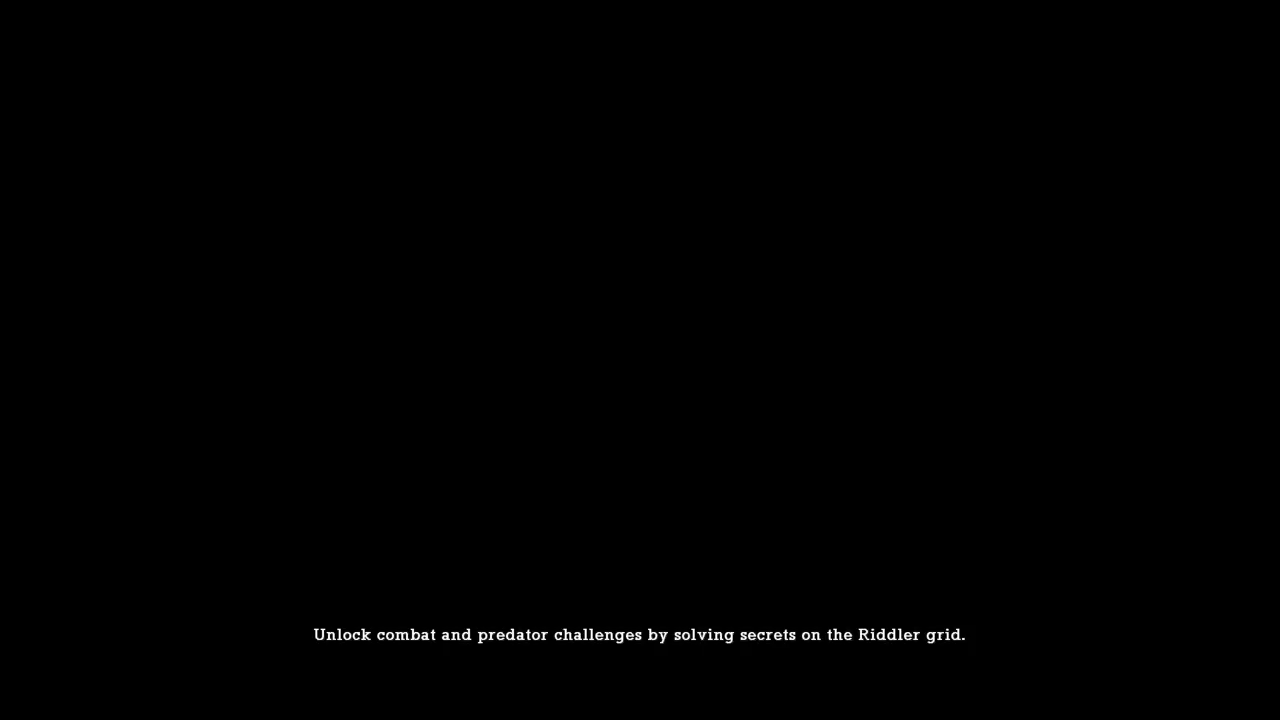 Unlock combat and predator challenges by solving secrets on the Riddler grid.